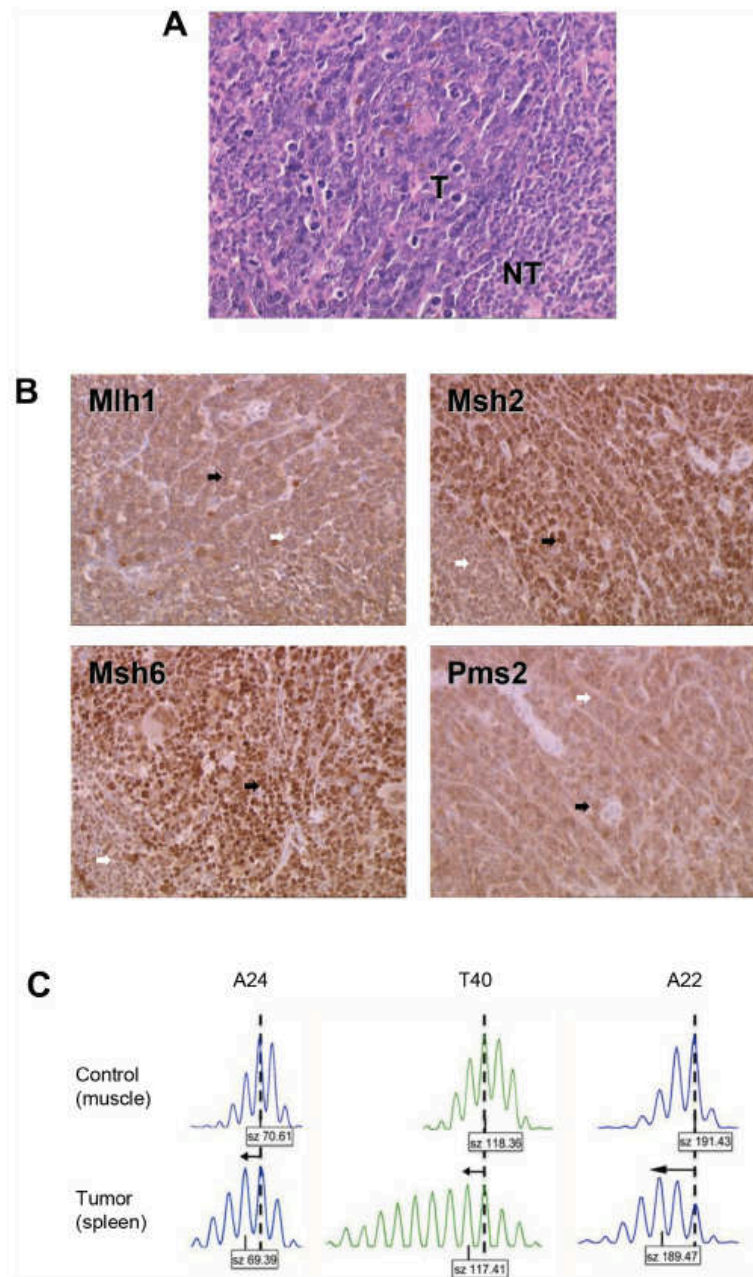 A
T
NT
B
Mlh1
Msh2
Msh6
Pms2
C
A24 T40 A22
Control
(muscle)
sz 70.61
sz 118.36
sz 191.43
Tumor
(spleen)
sz 69.39
sz 117.41
sz 189.47